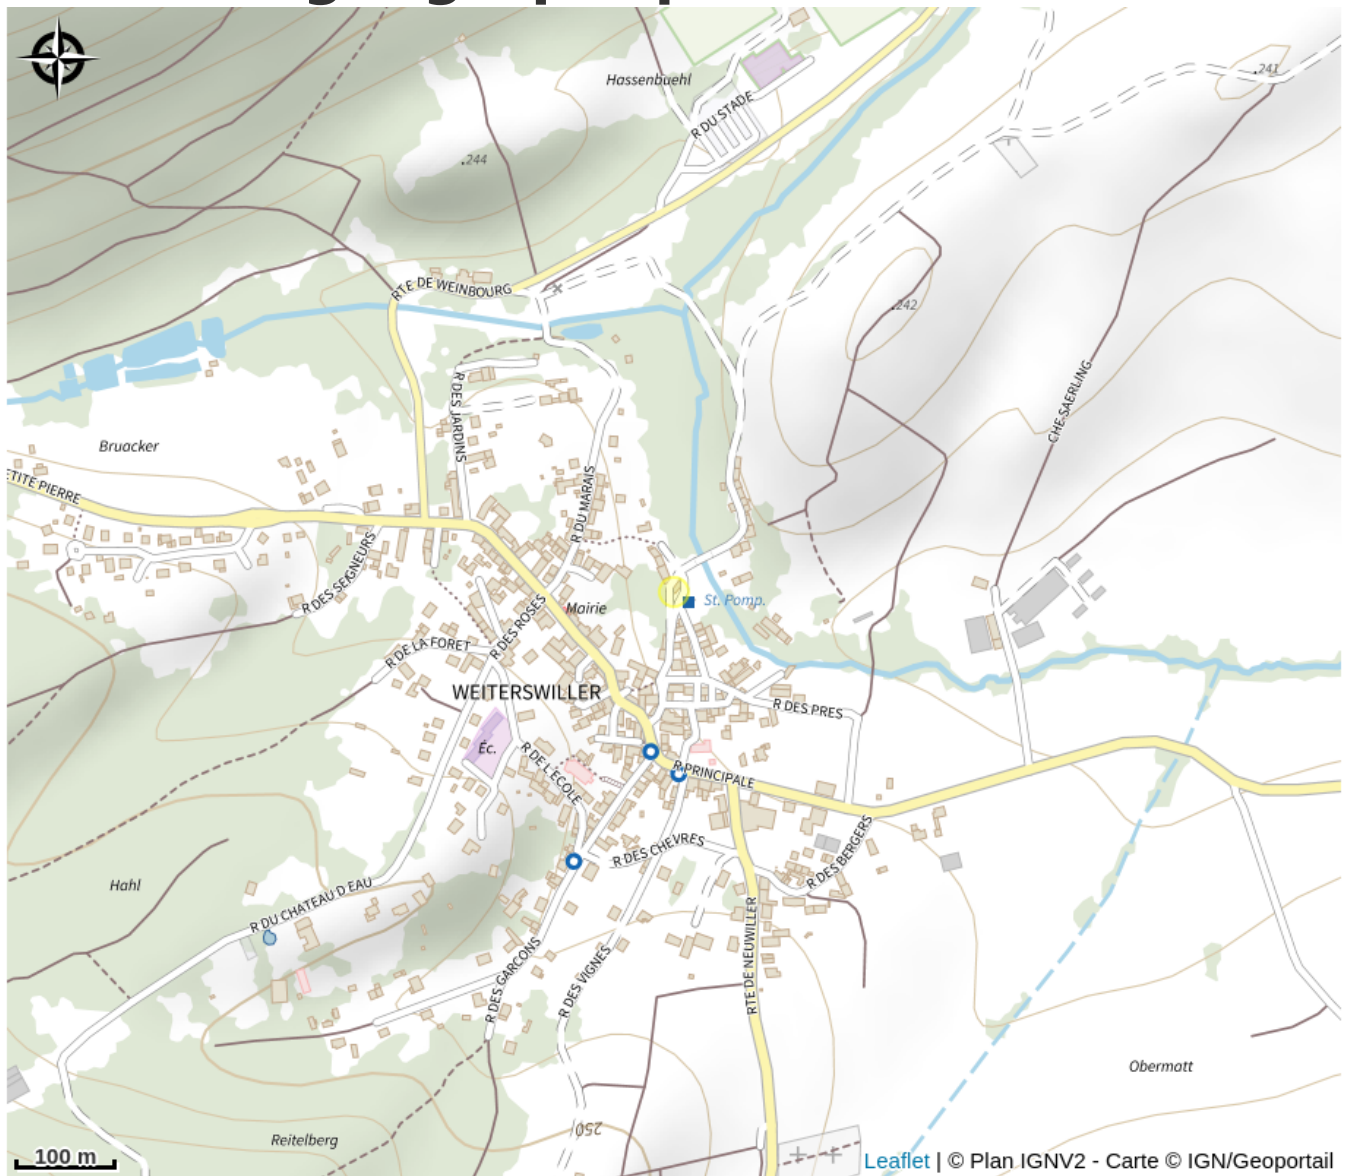 Hassenbuehl
.241
R DU STADE
.244
RTE DE WEINBOURG
.242
R DES JARDINS
CHE SAERLING
Bruacker
ETITE PIERRE
R DU MARAIS
R DES SEIGNEURS
R DES ROSES
Mairie
St. Pomp.
R DE LA FORET
WEITERSWILLER
R DES PRES
Éc.
R DE L'ECOLE
R PRINCIPALE
R DES CHEVRES
R DES BERGERS
Hahl
R DU CHATEAU D EAU
RTE DE NEUWILLER
R DES GARCONS
R DES VIGNES
Obermatt
250
Reitelberg
100 m
Leaflet | © Plan IGNV2 - Carte © IGN/Geoportail